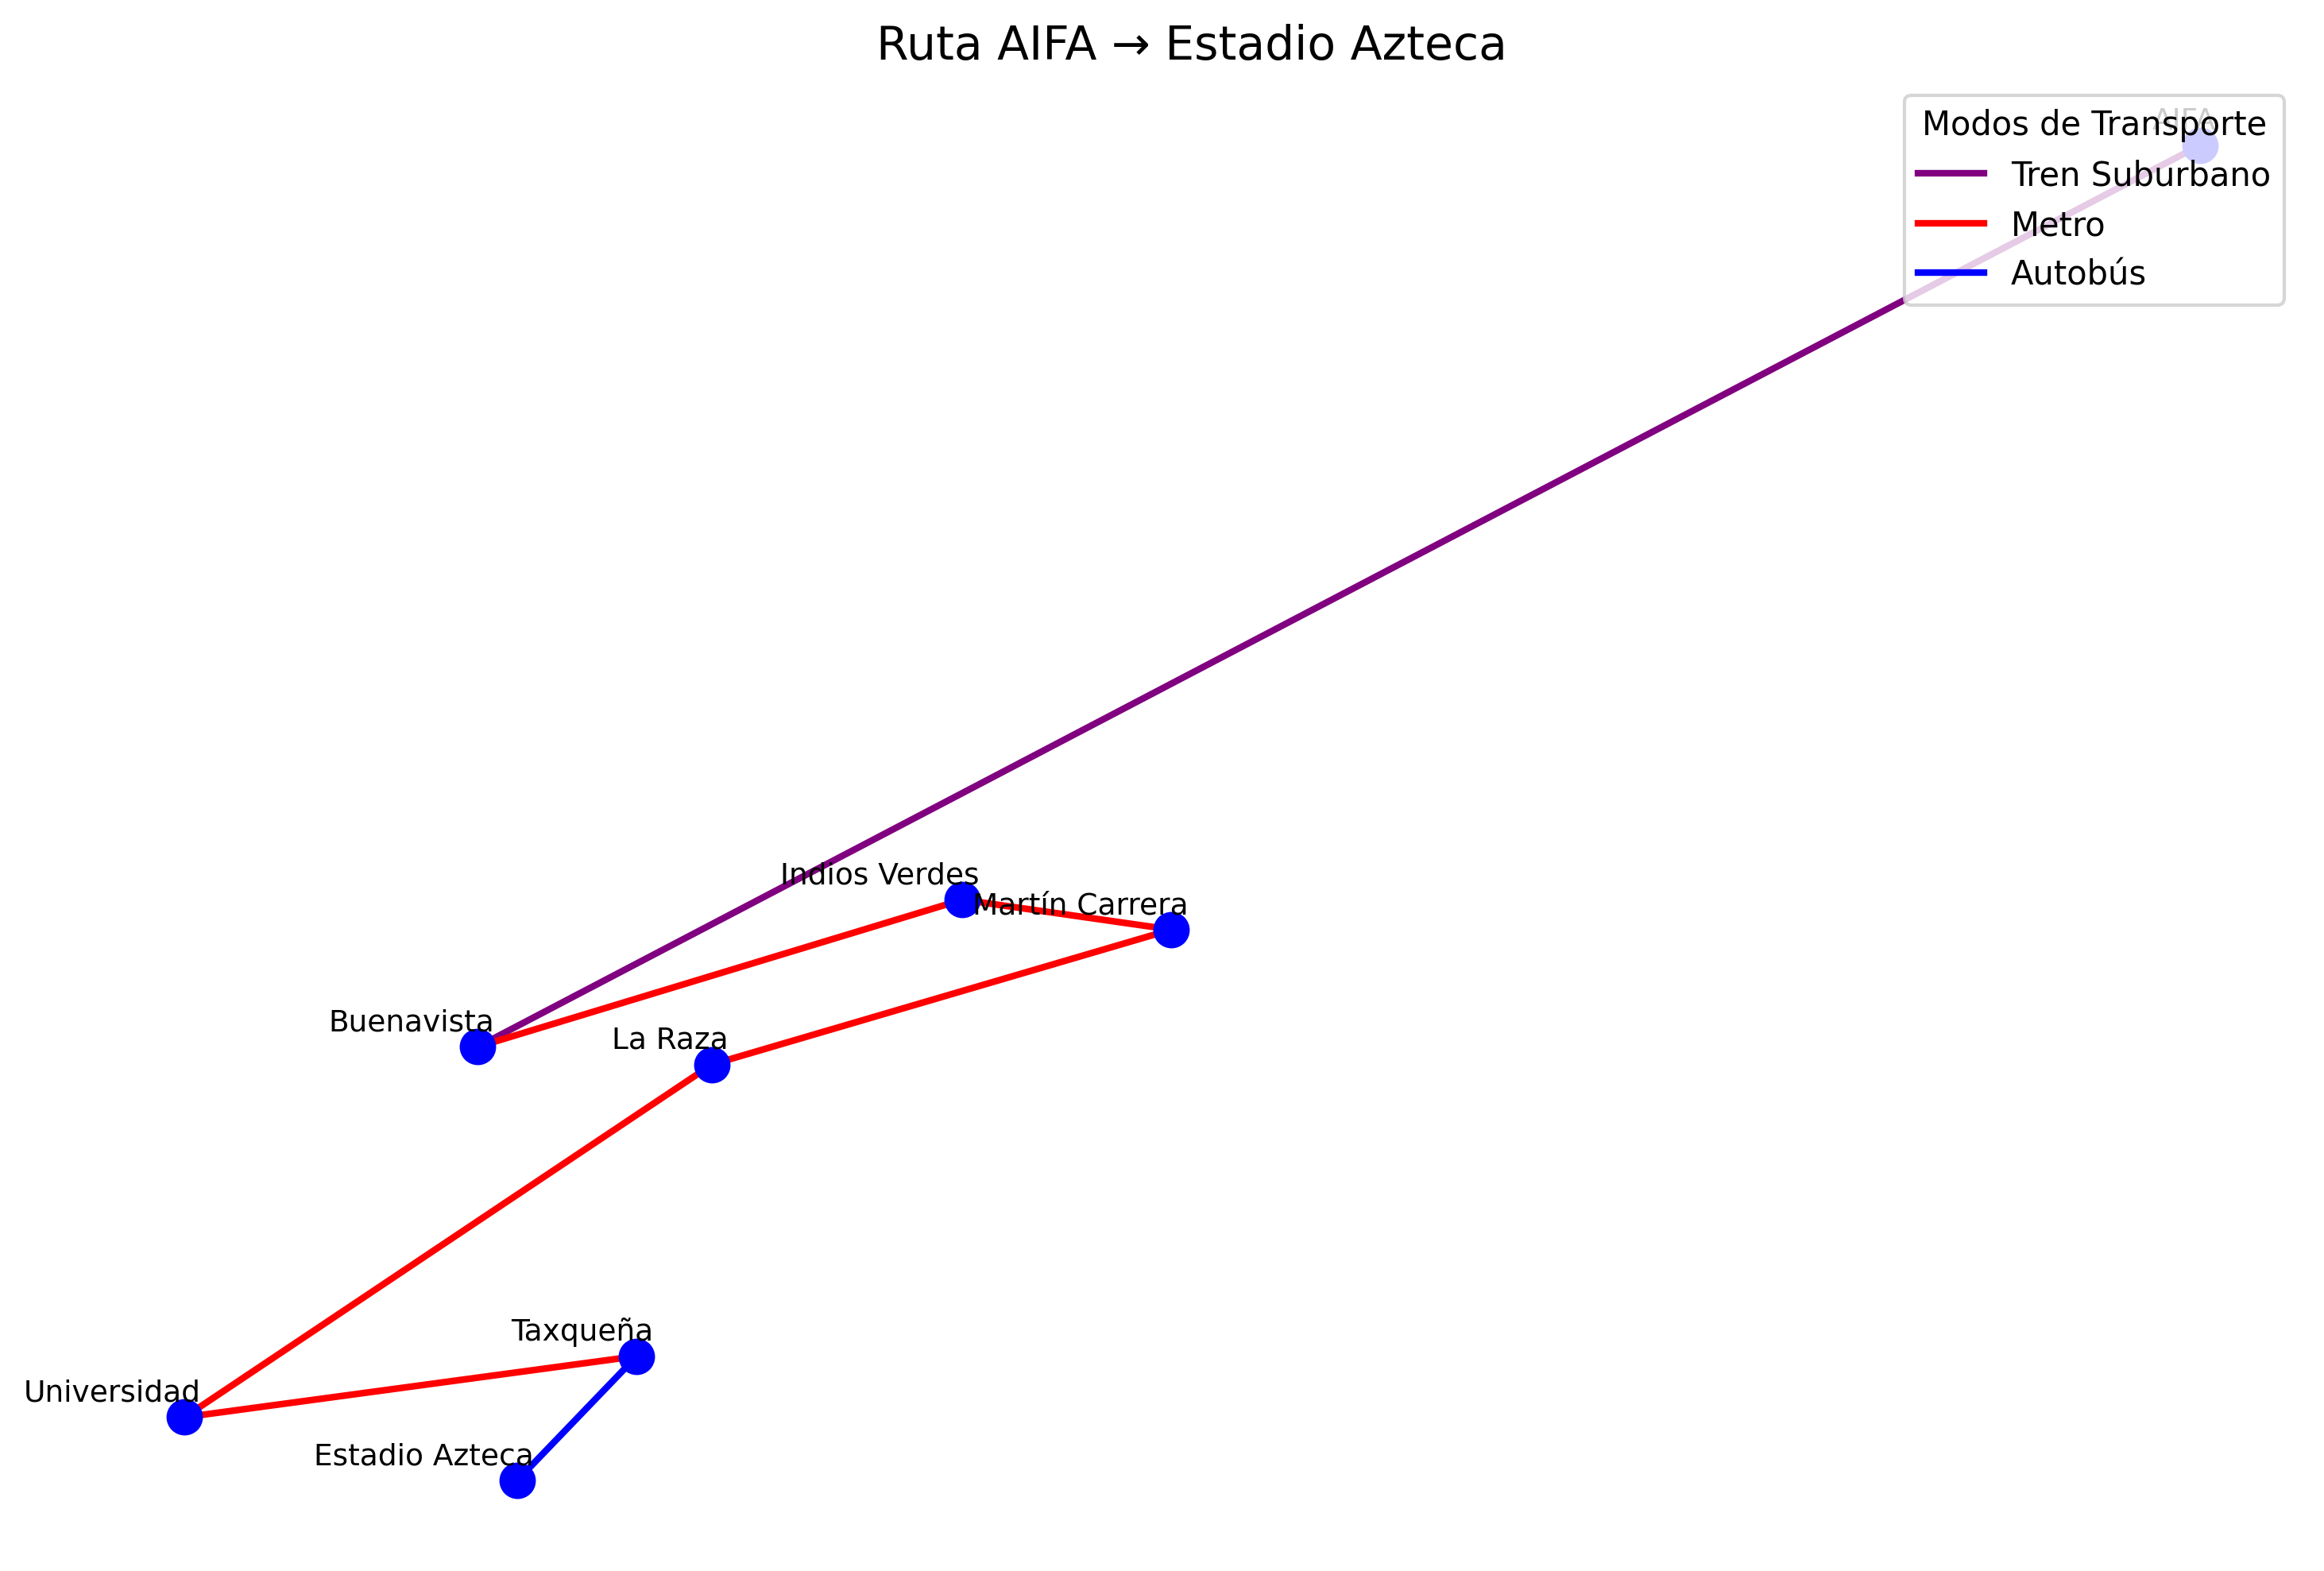 Ruta AIFA → Estadio Azteca
AIFA
Modos de Transporte
Tren Suburbano
Metro
Autobús
Indios Verdes
Martín Carrera
Buenavista
La Raza
Taxqueña
Universidad
Estadio Azteca